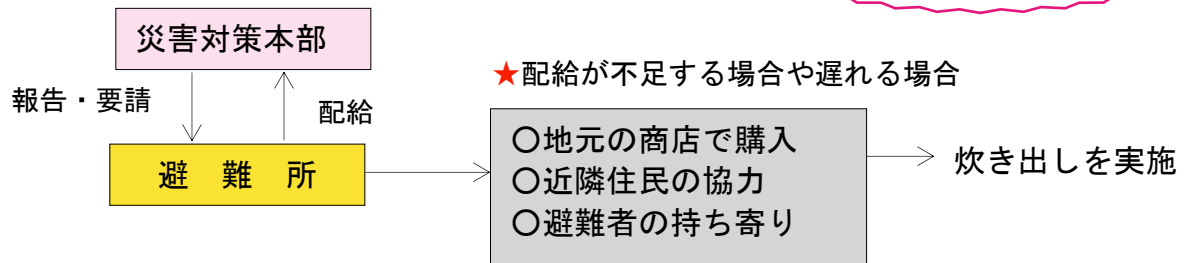 災害対策本部
★配給が不足する場合や遅れる場合
報告・要請
配給
避難所
〇地元の商店で購入
〇近隣住民の協力
〇避難者の持ち寄り
炊き出しを実施